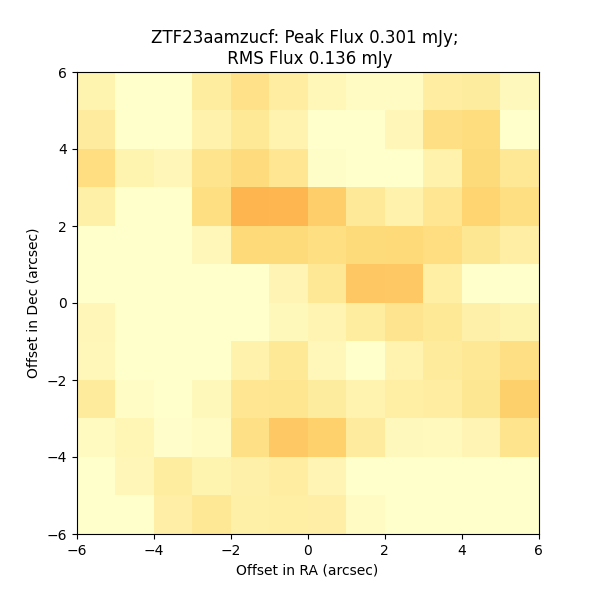 ZTF23aamzucf: Peak Flux 0.301 mJy;
RMS Flux 0.136 mJy
6
4
2
0
−2
−4
−6
Offset in Dec (arcsec)
−6 −4 −2 0 2 4 6
Offset in RA (arcsec)